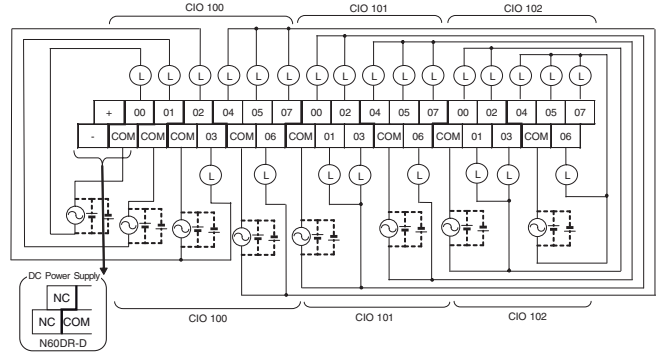 CIO 100 CIO 101 CIO 102
L L L L L L L L L L L L L L L L
+ 00 01 02 04 05 07 00 02 04 05 07 00 02 04 05 07
- COM COM COM 03 COM 06 COM 01 03 COM 06 COM 01 03 COM 06
L L L L L L L L
DC Power Supply
NC
NC COM
N60DR-D
CIO 100 CIO 101 CIO 102